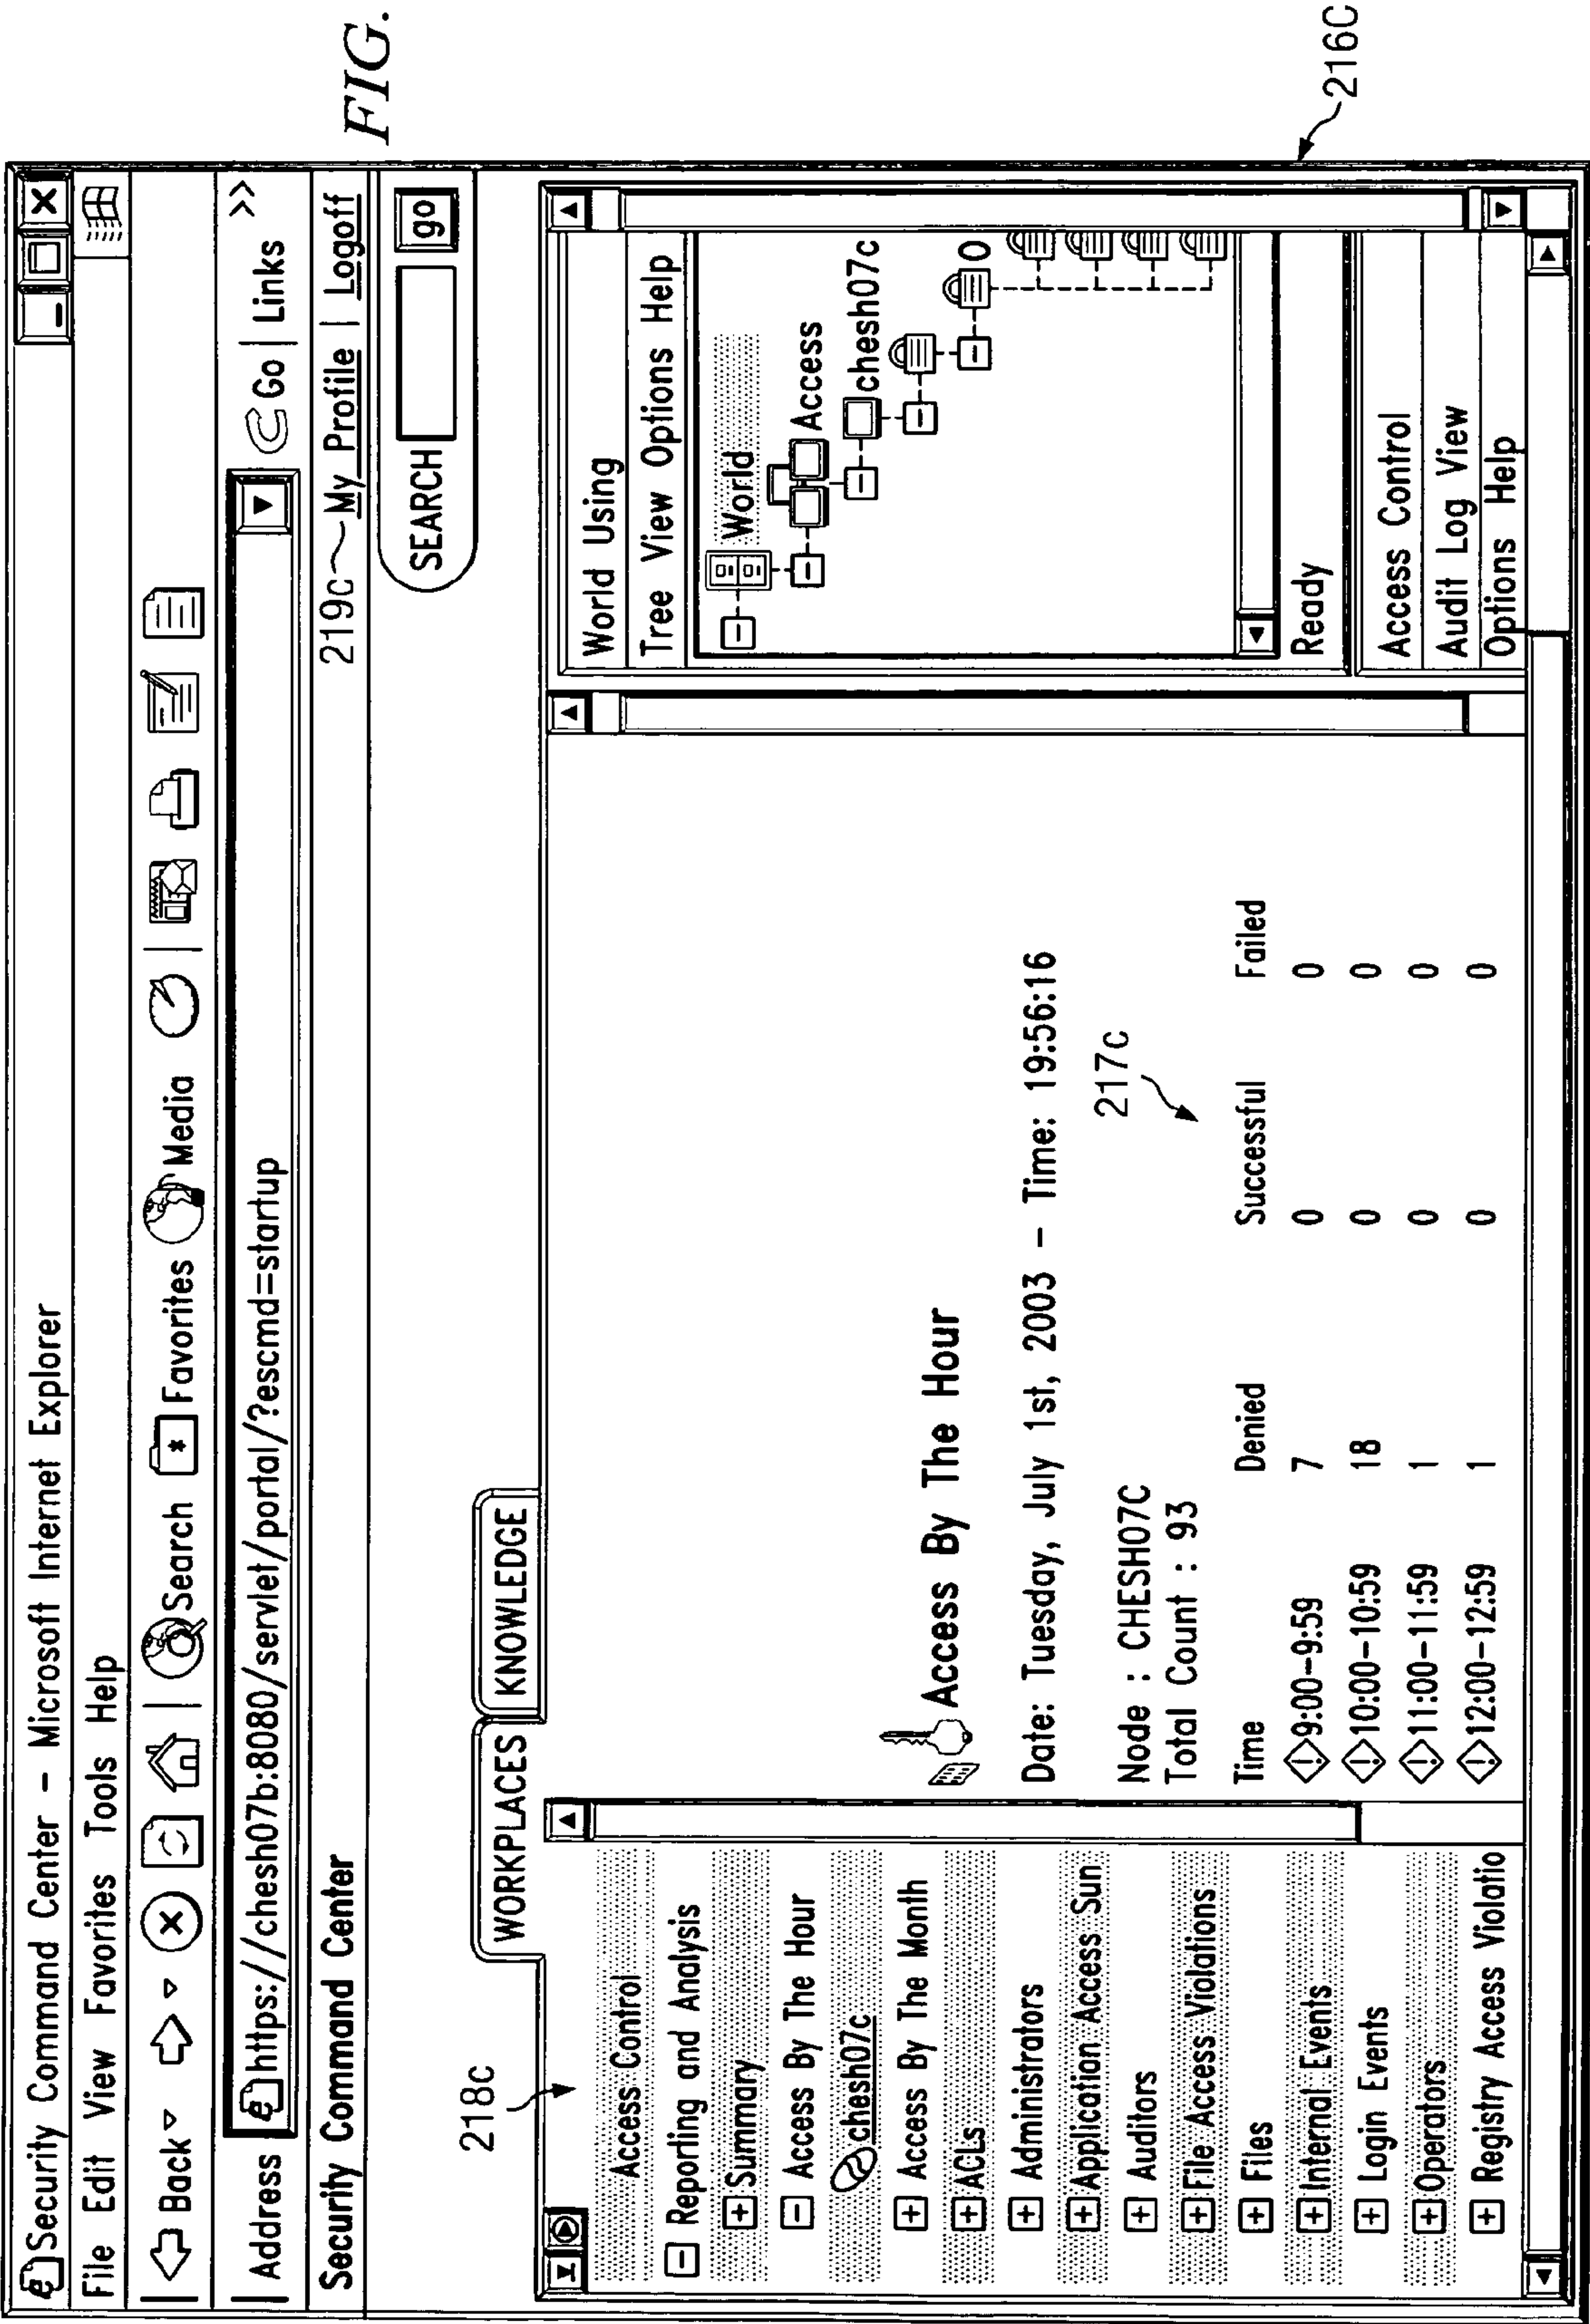 FIG.
Security Command Center - Microsoft Internet Explorer
File Edit View Favorites Tools Help
Back Search Favorites Media
Address https://chesh07b:8080/servlet/portal/?escmd=startup Go Links >>
Security Command Center 219c My Profile | Logoff
SEARCH go
218c
WORKPLACES KNOWLEDGE
Access Control
Reporting and Analysis
Summary
Access By The Hour
chesh07c
Access By The Month
ACLs
Administrators
Application Access Sun
Auditors
File Access Violations
Files
Internal Events
Login Events
Operators
Registry Access Violatio
Access By The Hour
Date: Tuesday, July 1st, 2003 - Time: 19:56:16
Node : CHESH07C
Total Count : 93
217c
Time Denied Successful Failed
9:00-9:59 7 0 0
10:00-10:59 18 0 0
11:00-11:59 1 0 0
12:00-12:59 1 0 0
World Using
Tree View Options Help
World
Access
chesh07c
0
Ready
Access Control
Audit Log View
Options Help
216C